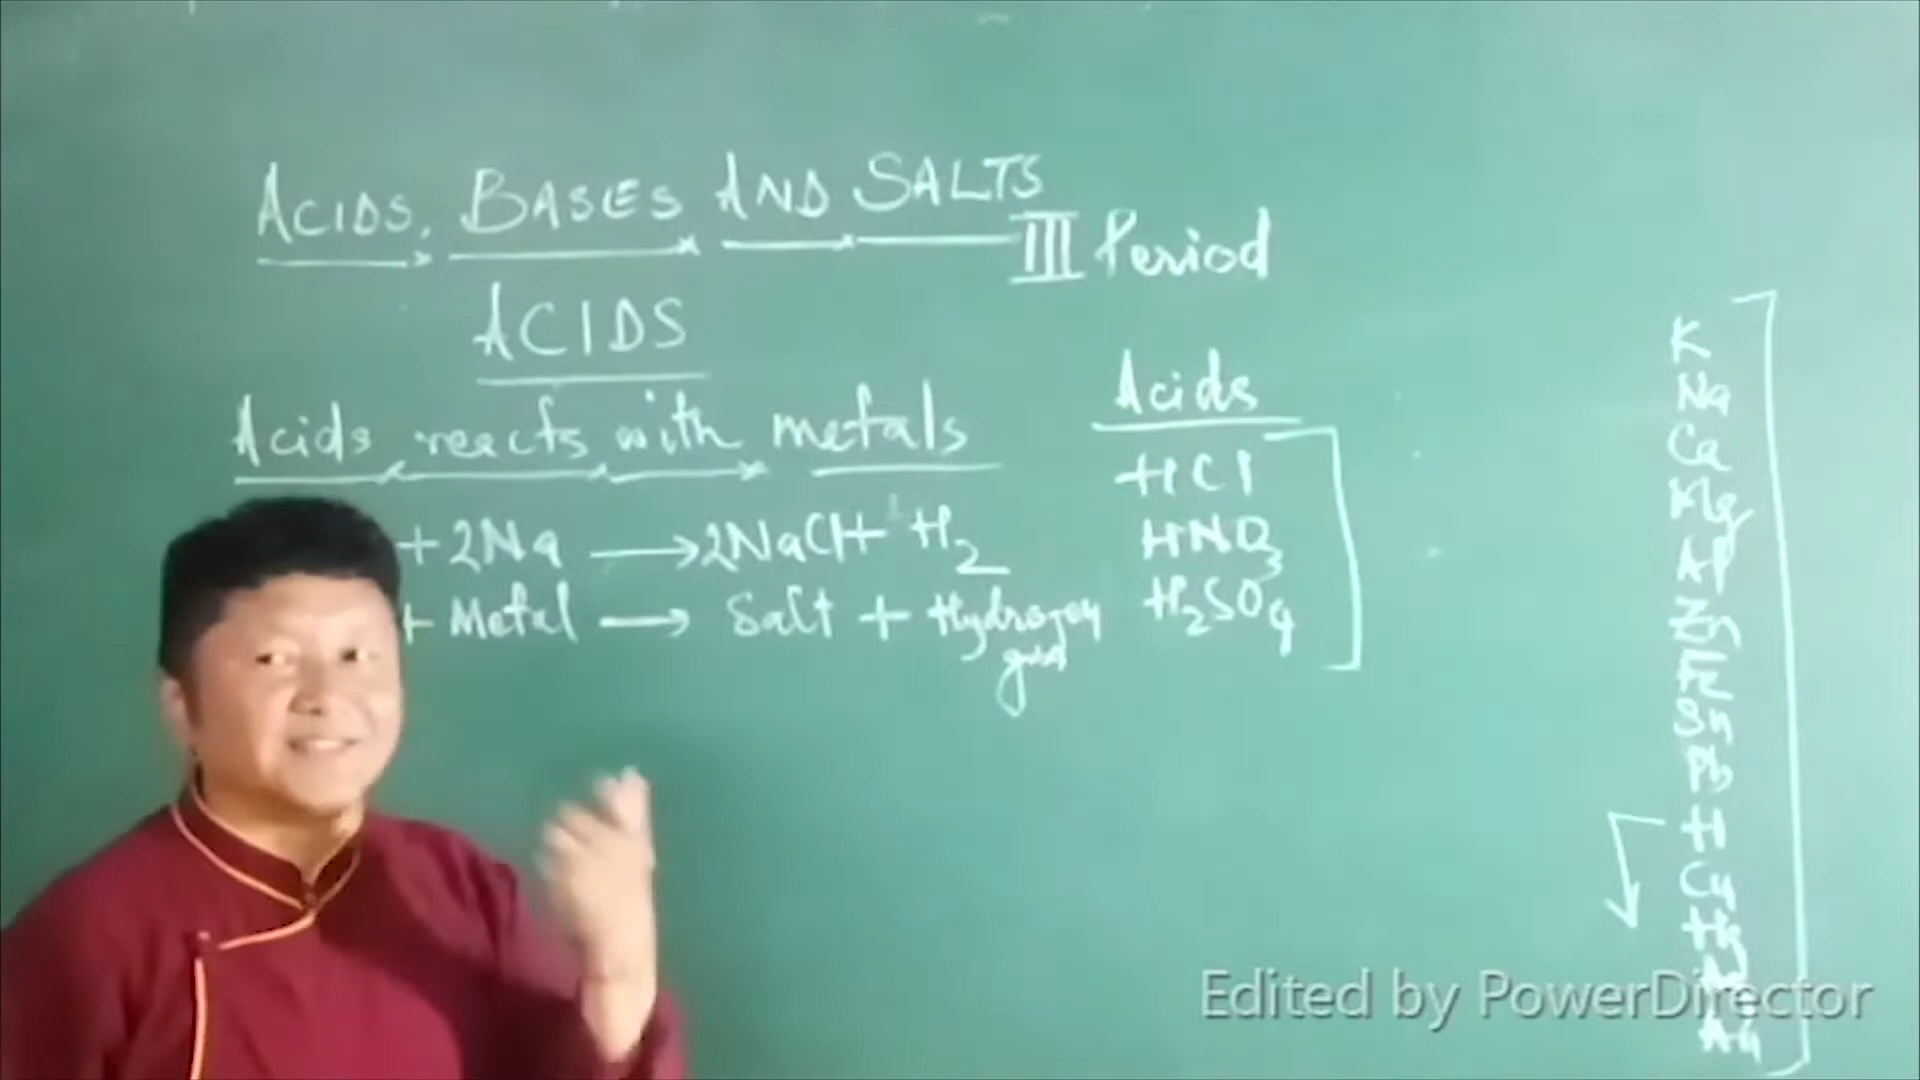 ACIDS, BASES AND SALTS
III Period
ACIDS
Acids reacts with metals
+ 2Na → 2NaCl + H2
+ Metal → Salt + Hydrogen
gas
Acids
HCl
HNO3
H2SO4
K
Na
Ca
Mg
Al
Zn
Fe
Sn
Pb
H
Cu
Hg
Au
Edited by PowerDirector